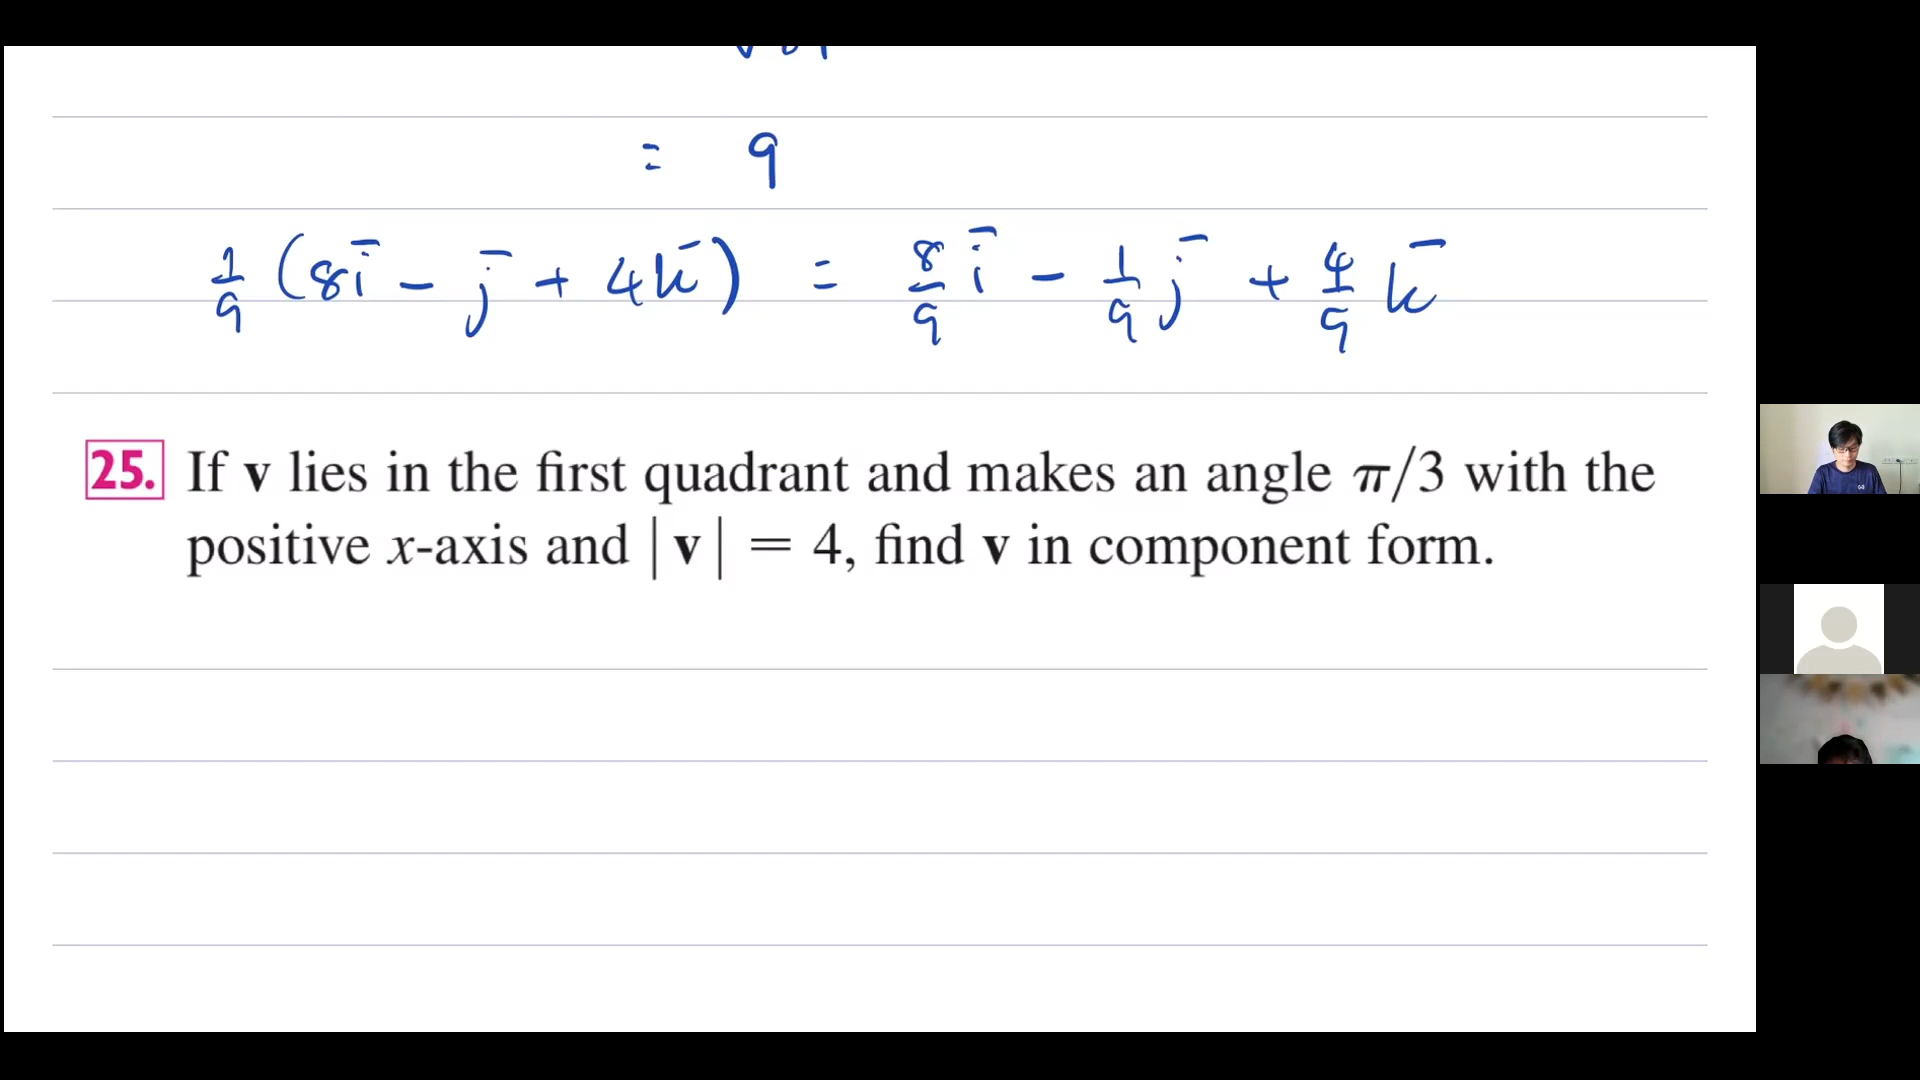 = 9
1/9 (8i̅ - j̅ + 4k̅) = 8/9 i̅ - 1/9 j̅ + 4/9 k̅
25. If v lies in the first quadrant and makes an angle π/3 with the
positive x-axis and |v| = 4, find v in component form.